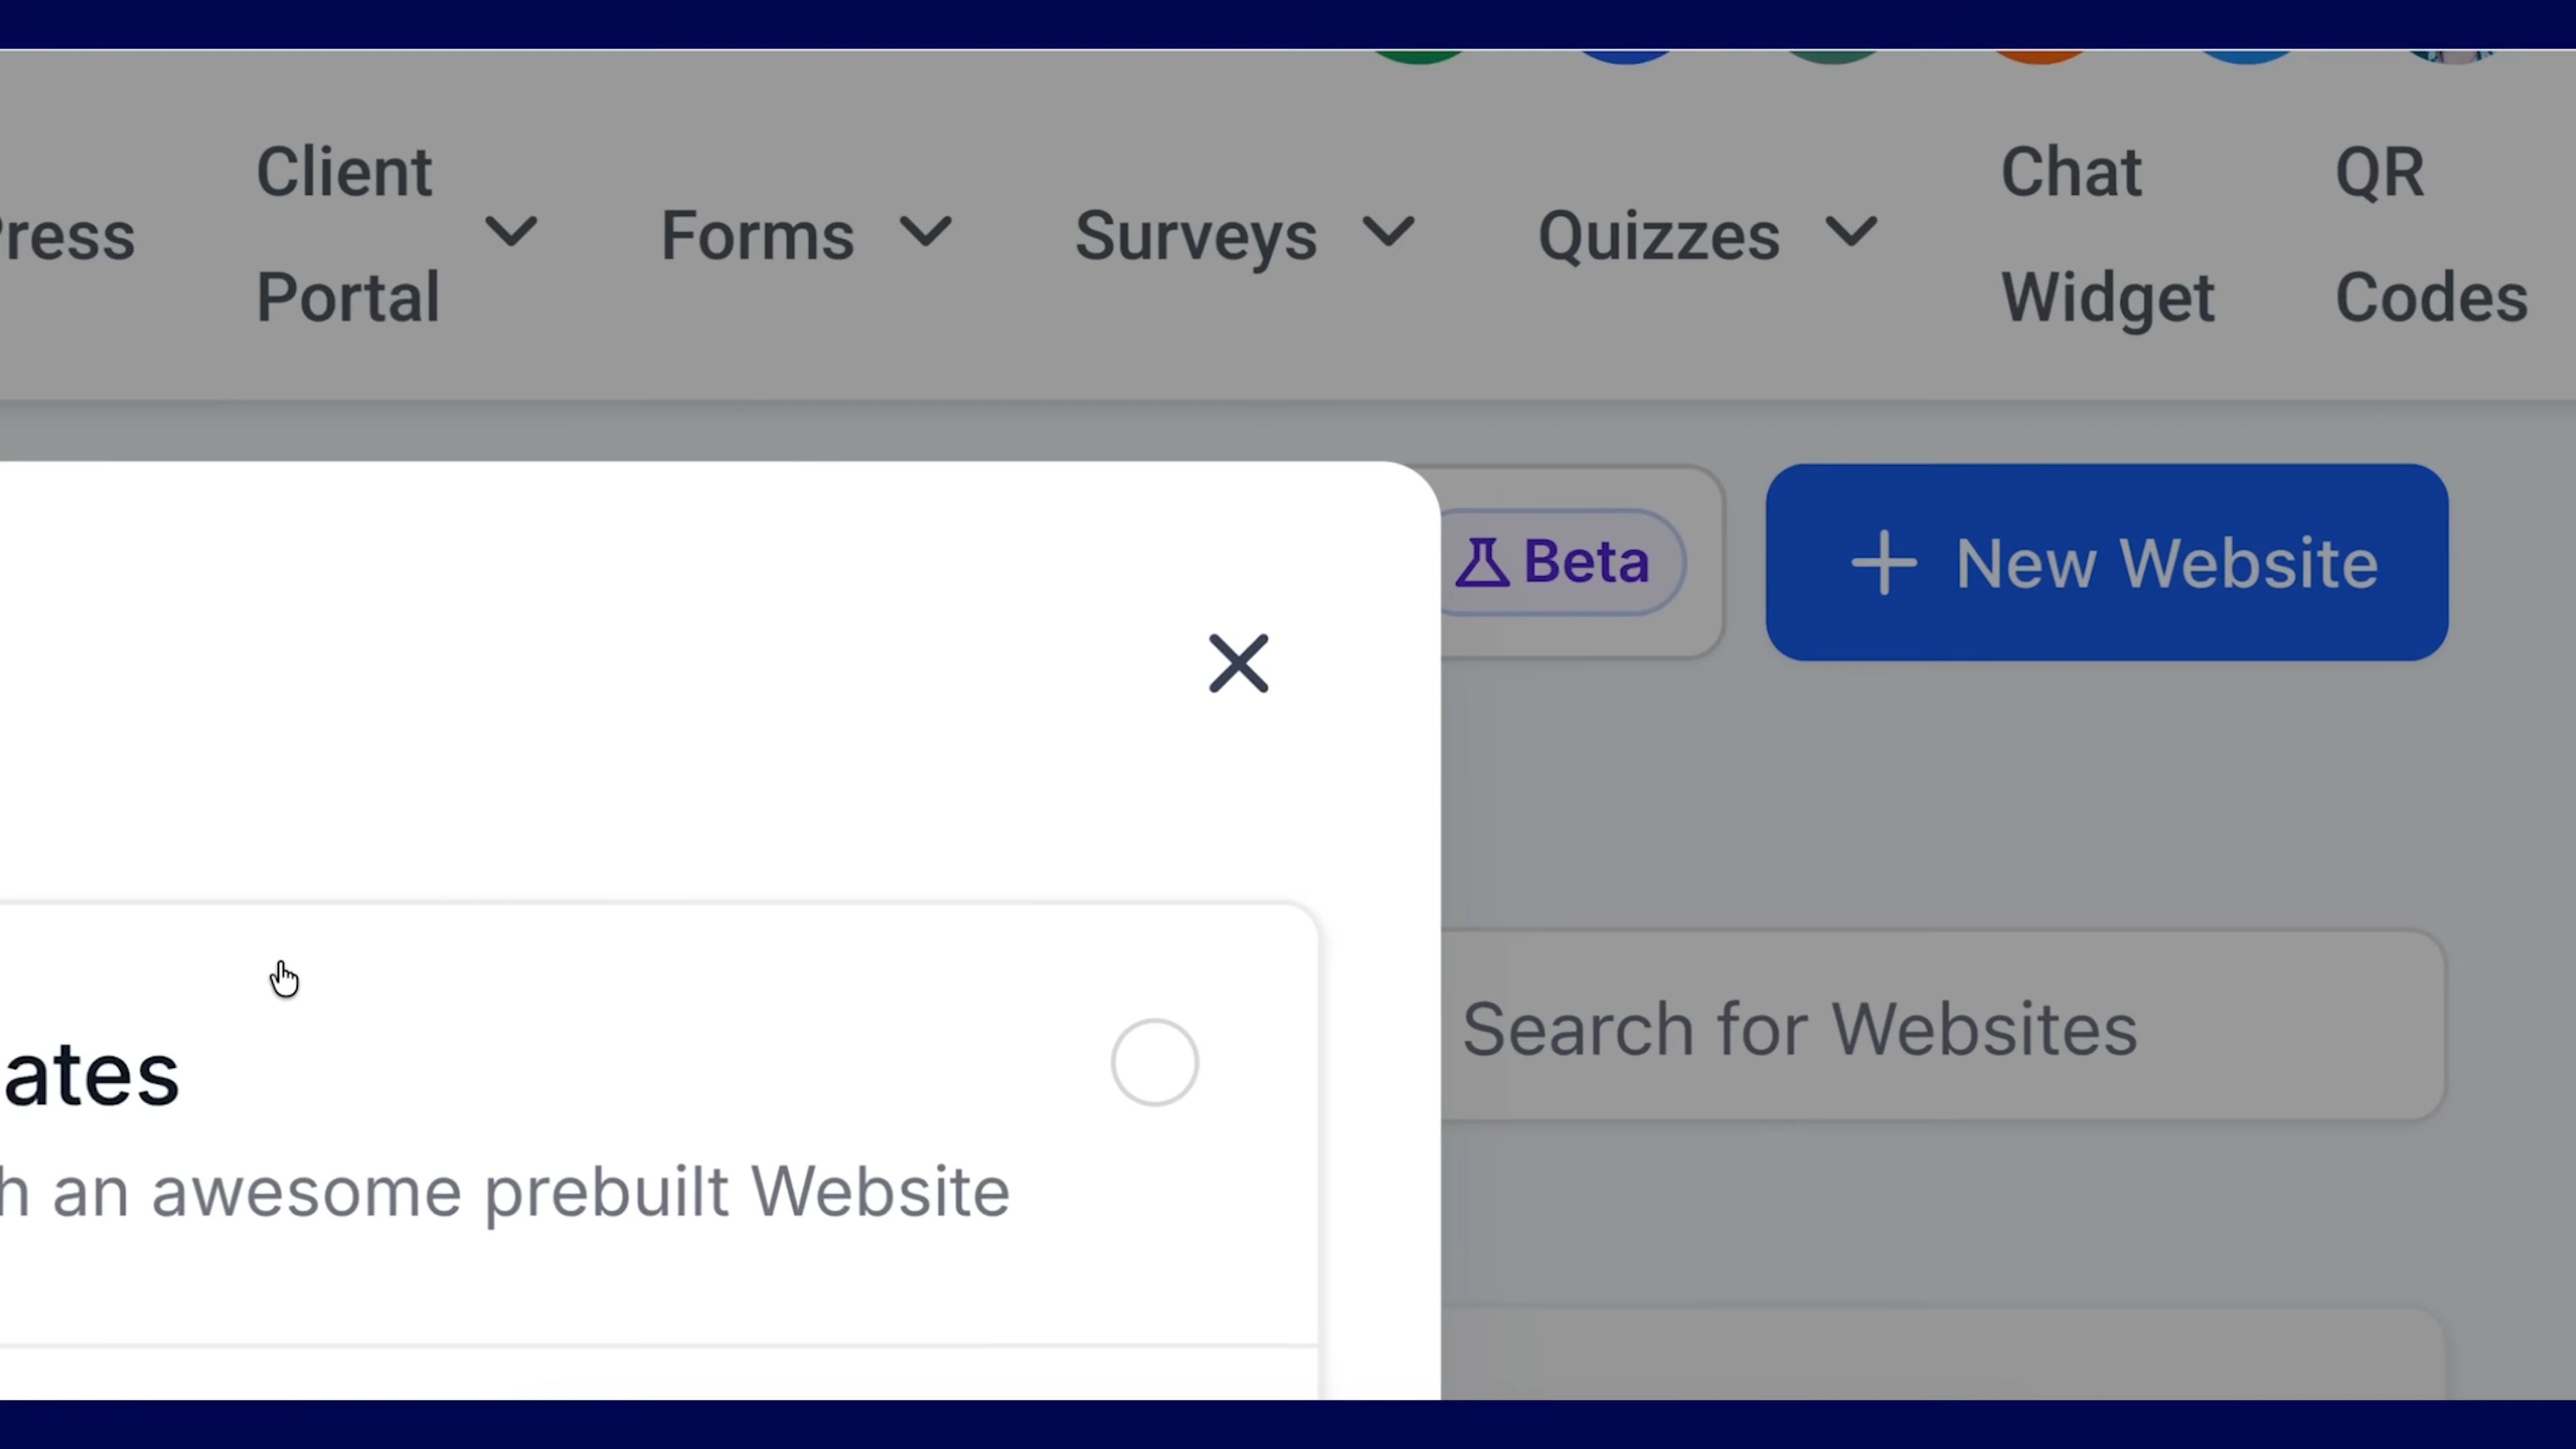 Client
Portal
ress
Forms
Surveys
Quizzes
Chat
Widget
QR
Codes
Beta
+ New Website
Search for Websites
ates
h an awesome prebuilt Website